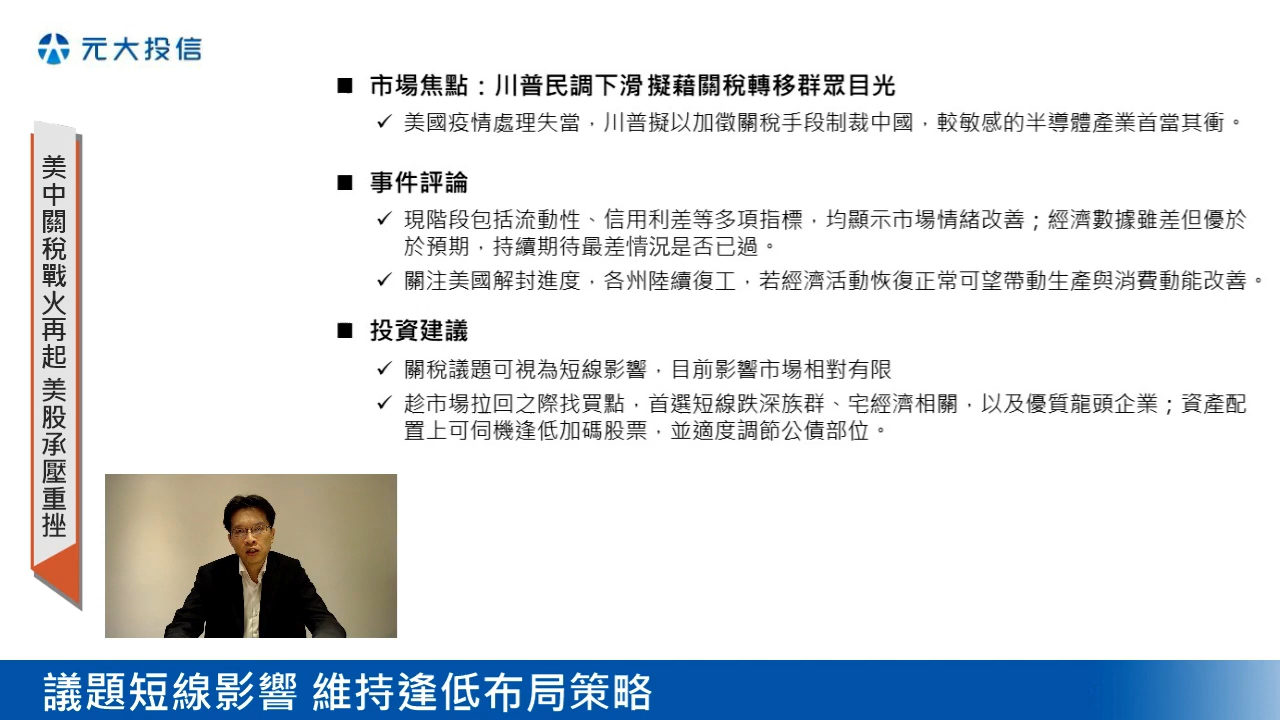 元大投信
美中關稅戰火再起 美股承壓重挫
■ 市場焦點：川普民調下滑 擬藉關稅轉移群眾目光
✓ 美國疫情處理失當，川普擬以加徵關稅手段制裁中國，較敏感的半導體產業首當其衝。
■ 事件評論
✓ 現階段包括流動性、信用利差等多項指標，均顯示市場情緒改善；經濟數據雖差但優於
於預期，持續期待最差情況是否已過。
✓ 關注美國解封進度，各州陸續復工，若經濟活動恢復正常可望帶動生產與消費動能改善。
■ 投資建議
✓ 關稅議題可視為短線影響，目前影響市場相對有限
✓ 趁市場拉回之際找買點，首選短線跌深族群、宅經濟相關，以及優質龍頭企業；資產配
置上可伺機逢低加碼股票，並適度調節公債部位。
議題短線影響 維持逢低布局策略